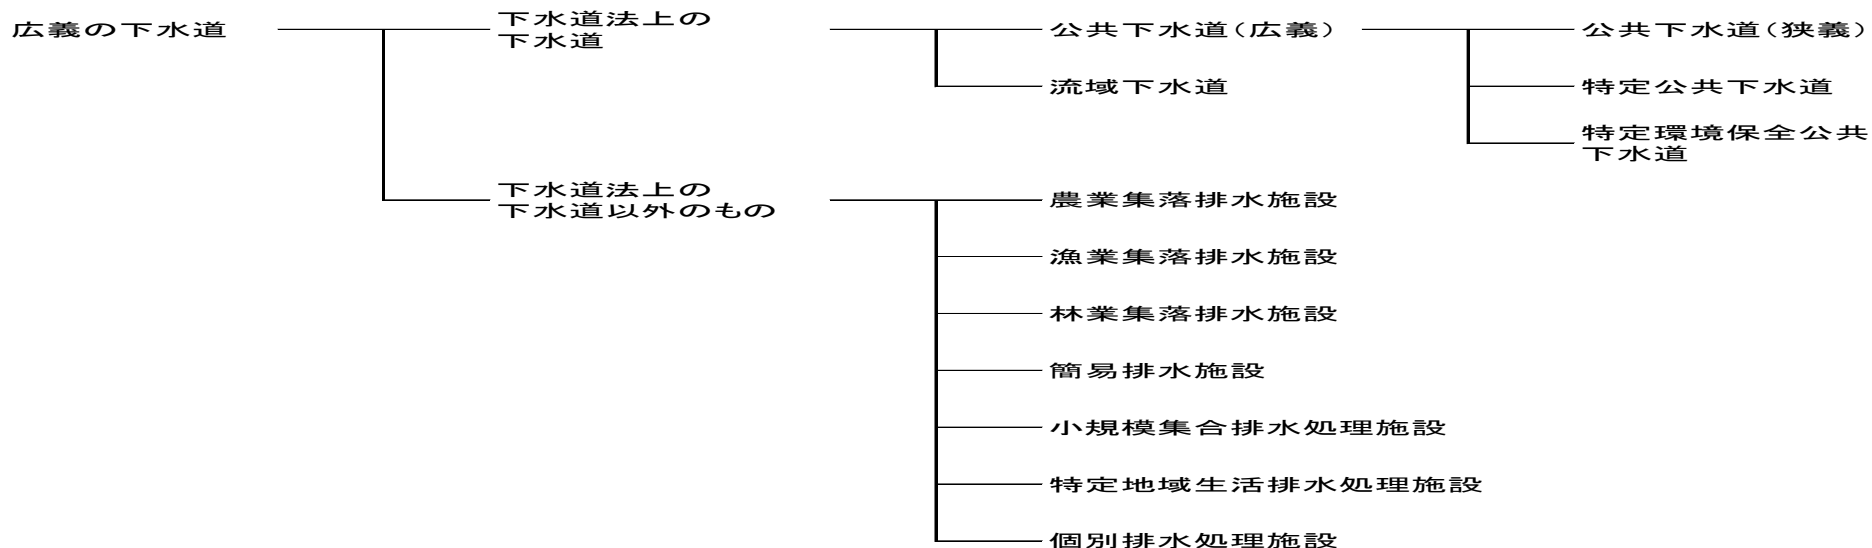 広義の下水道
下水道法上の
下水道
公共下水道(広義)
公共下水道(狭義)
流域下水道
特定公共下水道
特定環境保全公共
下水道
下水道法上の
下水道以外のもの
農業集落排水施設
漁業集落排水施設
林業集落排水施設
簡易排水施設
小規模集合排水処理施設
特定地域生活排水処理施設
個別排水処理施設